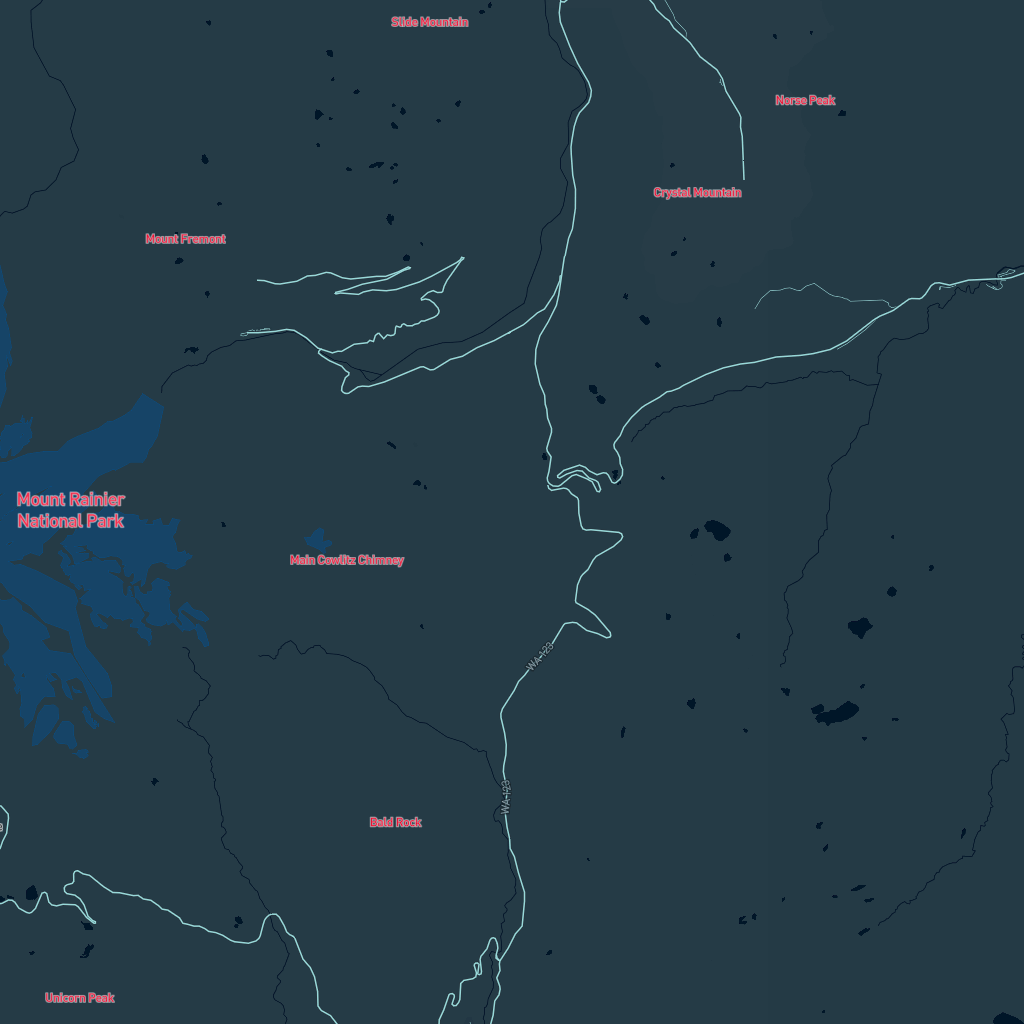 Slide Mountain
Norse Peak
Crystal Mountain
Mount Fremont
Mount Rainier
National Park
Main Cowlitz Chimney
WA-123
WA-123
Bald Rock
Unicorn Peak